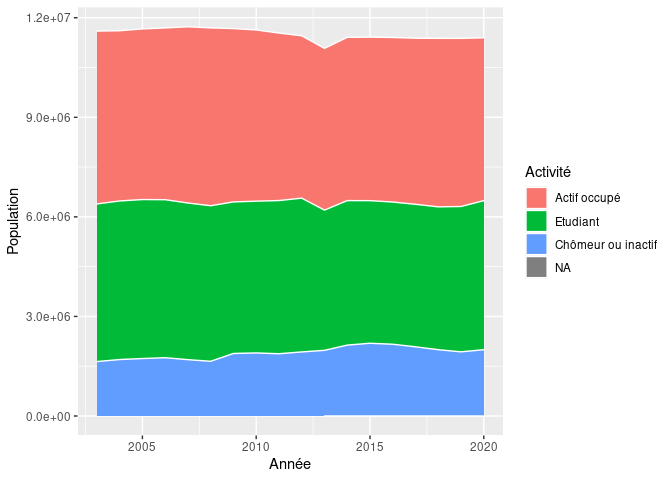 1.2e+07
9.0e+06
6.0e+06
3.0e+06
0.0e+00
Population
2005
2010
2015
2020
Année
Activité
Actif occupé
Etudiant
Chômeur ou inactif
NA